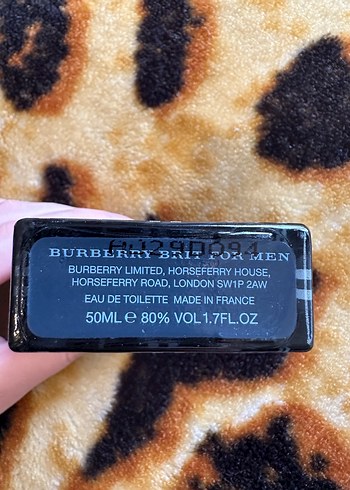 BURBERRY BRIT FOR MEN
BURBERRY LIMITED, HORSEFERRY HOUSE,
HORSEFERRY ROAD, LONDON SW1P 2AW
EAU DE TOILETTE MADE IN FRANCE
50ML ℮ 80% VOL 1.7FL.OZ